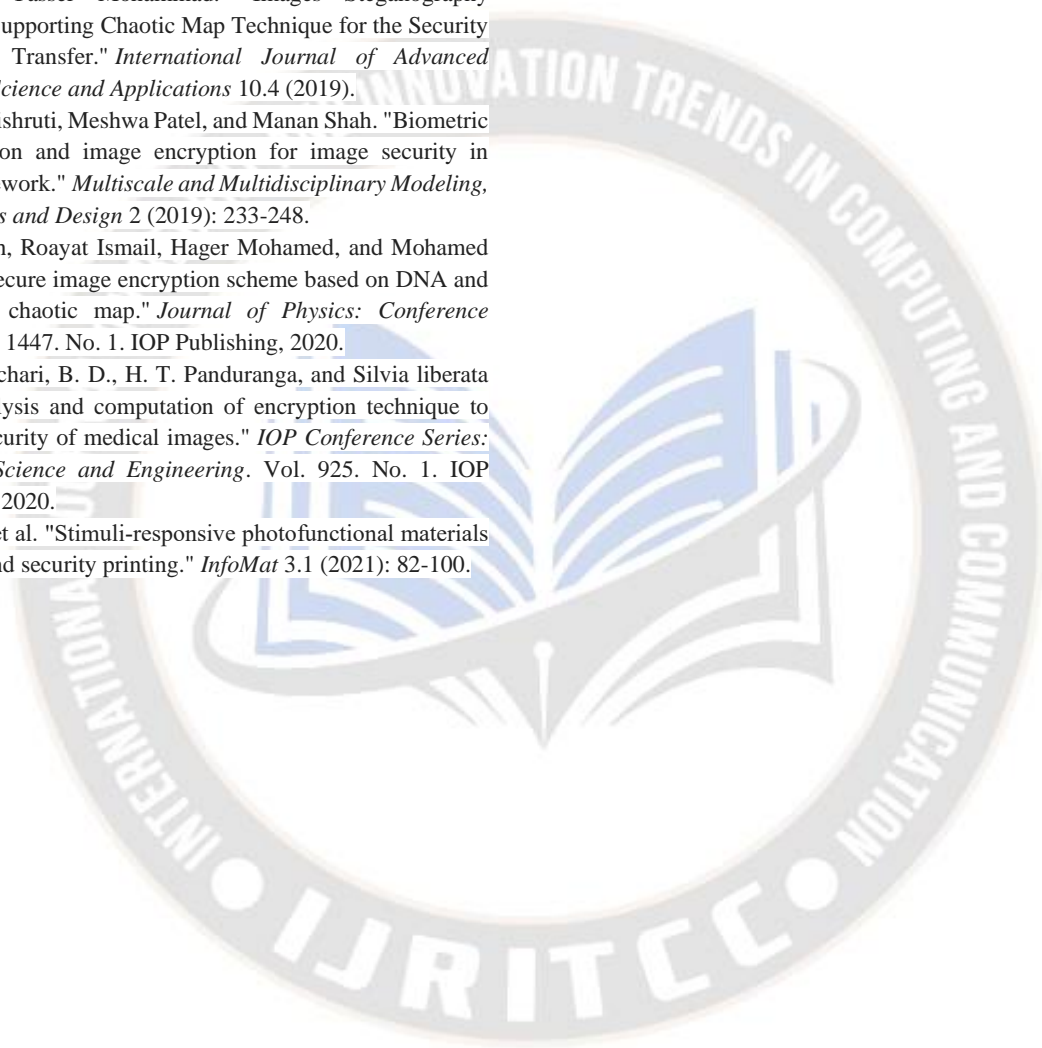 Steganography
upporting Chaotic Map Technique for the Security
Transfer." International Journal of Advanced
cience and Applications 10.4 (2019).
ishruti, Meshwa Patel, and Manan Shah. "Biometric
on and image encryption for image security in
work." Multiscale and Multidisciplinary Modeling,
s and Design 2 (2019): 233-248.
n, Roayat Ismail, Hager Mohamed, and Mohamed
ecure image encryption scheme based on DNA and
chaotic map." Journal of Physics: Conference
1447. No. 1. IOP Publishing, 2020.
chari, B. D., H. T. Panduranga, and Silvia liberata
lysis and computation of encryption technique to
curity of medical images." IOP Conference Series:
Science and Engineering. Vol. 925. No. 1. IOP
2020.
et al. "Stimuli-responsive photofunctional materials
nd security printing." InfoMat 3.1 (2021): 82-100.
INNOVATION TRENDS IN COMPUTING AND COMMUNICATION
INTERNATIONAL
IJRITCC